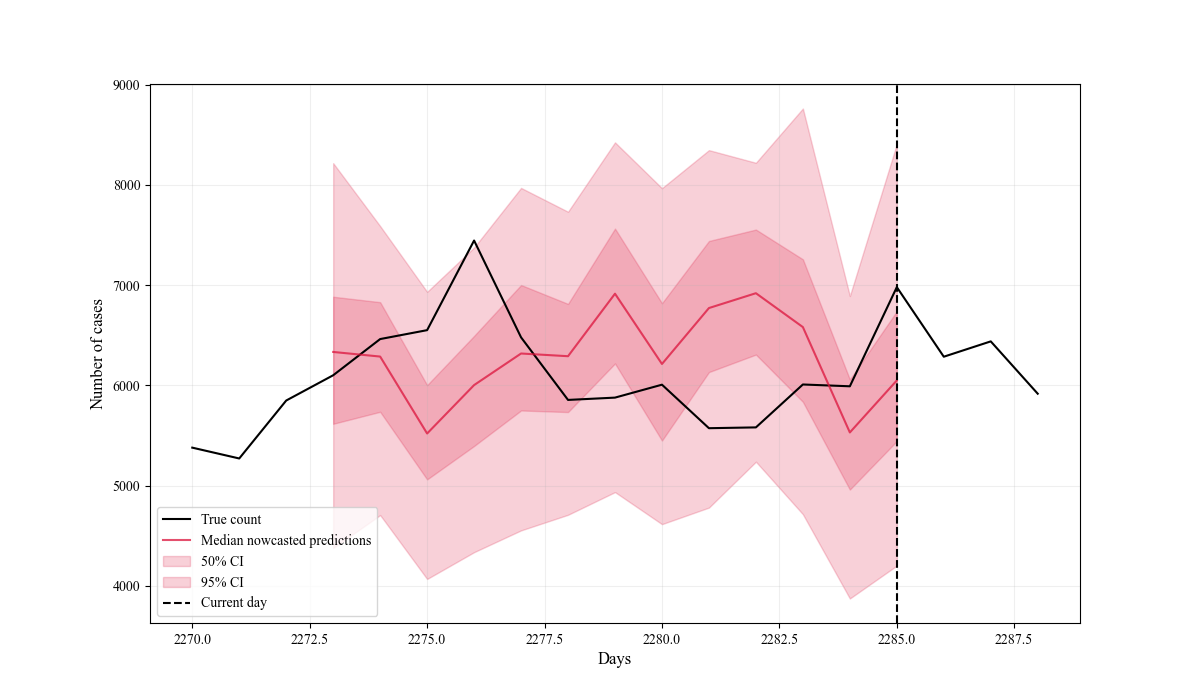 9000
8000
7000
6000
5000
4000
Number of cases
True count
Median nowcasted predictions
50% CI
95% CI
Current day
2270.0 2272.5 2275.0 2277.5 2280.0 2282.5 2285.0 2287.5
Days